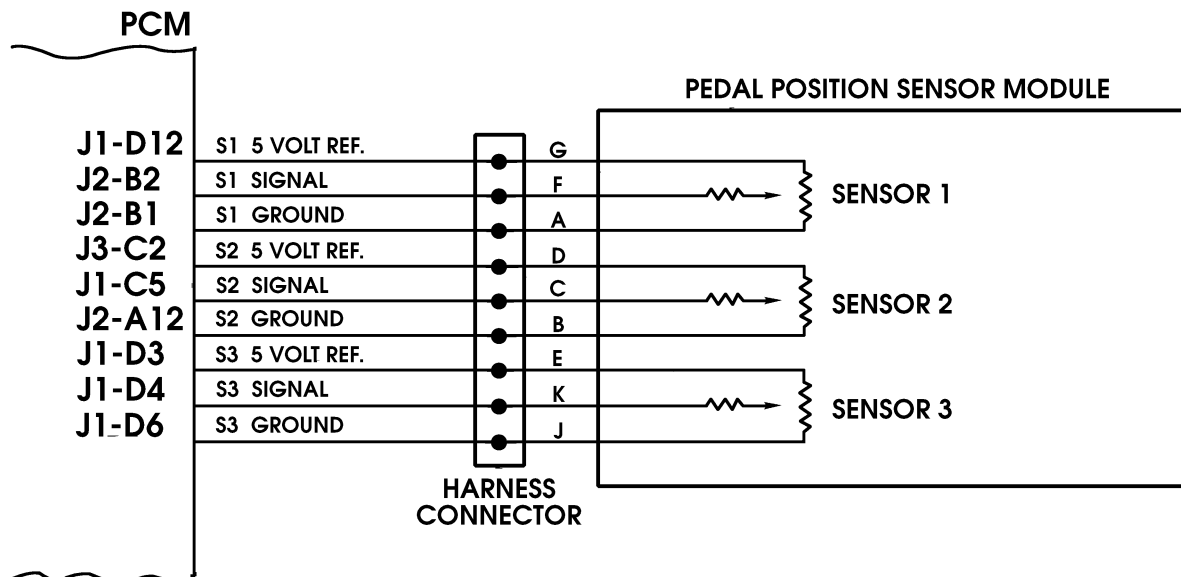 PCM
PEDAL POSITION SENSOR MODULE
J1-D12 S1 5 VOLT REF. G
J2-B2 S1 SIGNAL F SENSOR 1
J2-B1 S1 GROUND A
J3-C2 S2 5 VOLT REF. D
J1-C5 S2 SIGNAL C SENSOR 2
J2-A12 S2 GROUND B
J1-D3 S3 5 VOLT REF. E
J1-D4 S3 SIGNAL K SENSOR 3
J1-D6 S3 GROUND J
HARNESS
CONNECTOR